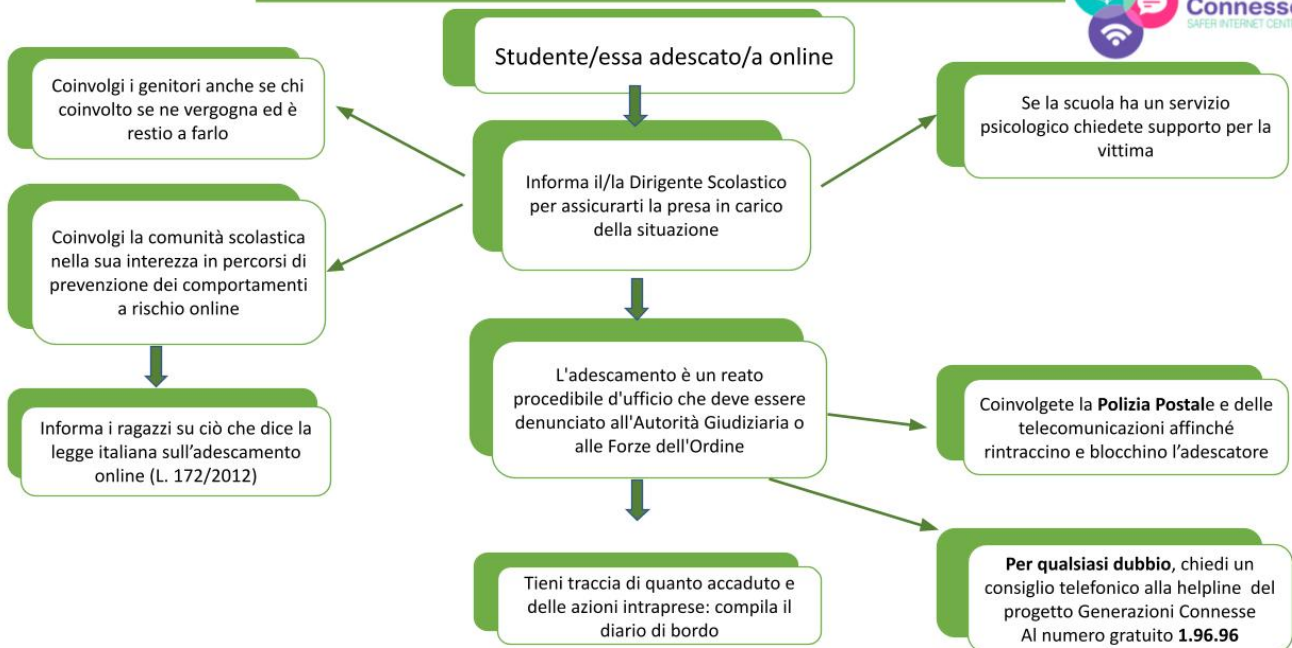 Connesse
SAFER INTERNET CENTRE
Studente/essa adescato/a online
Coinvolgi i genitori anche se chi
coinvolto se ne vergogna ed è
restio a farlo
Informa il/la Dirigente Scolastico
per assicurarti la presa in carico
della situazione
Se la scuola ha un servizio
psicologico chiedete supporto per la
vittima
Coinvolgi la comunità scolastica
nella sua interezza in percorsi di
prevenzione dei comportamenti
a rischio online
Informa i ragazzi su ciò che dice la
legge italiana sull’adescamento
online (L. 172/2012)
L'adescamento è un reato
procedibile d'ufficio che deve essere
denunciato all'Autorità Giudiziaria o
alle Forze dell'Ordine
Coinvolgete la Polizia Postale e delle
telecomunicazioni affinché
rintraccino e blocchino l’adescatore
Tieni traccia di quanto accaduto e
delle azioni intraprese: compila il
diario di bordo
Per qualsiasi dubbio, chiedi un
consiglio telefonico alla helpline del
progetto Generazioni Connesse
Al numero gratuito 1.96.96